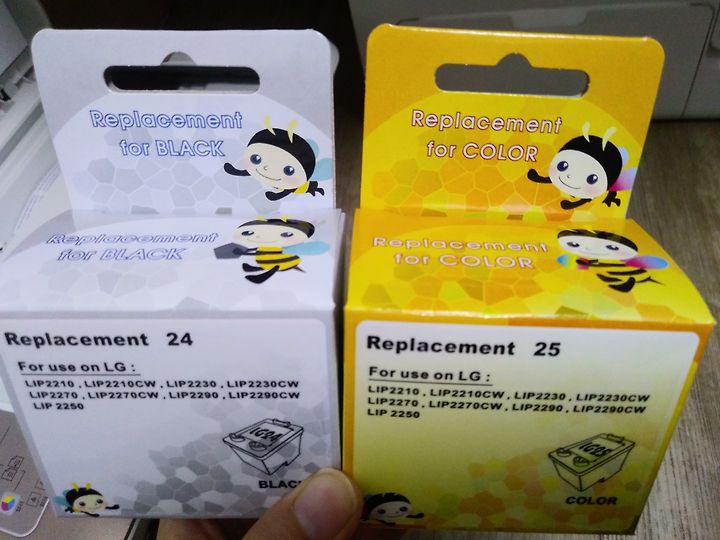 Replacement
for BLACK
Replacement
for BLACK
Replacement 24
For use on LG :
LIP2210 , LIP2210CW , LIP2230 , LIP2230CW
LIP2270 , LIP2270CW , LIP2290 , LIP2290CW
LIP 2250
LG24
BLACK
Replacement
for COLOR
Replacement
for COLOR
Replacement 25
For use on LG :
LIP2210 , LIP2210CW , LIP2230 , LIP2230CW
LIP2270 , LIP2270CW , LIP2290 , LIP2290CW
LIP 2250
LG25
COLOR